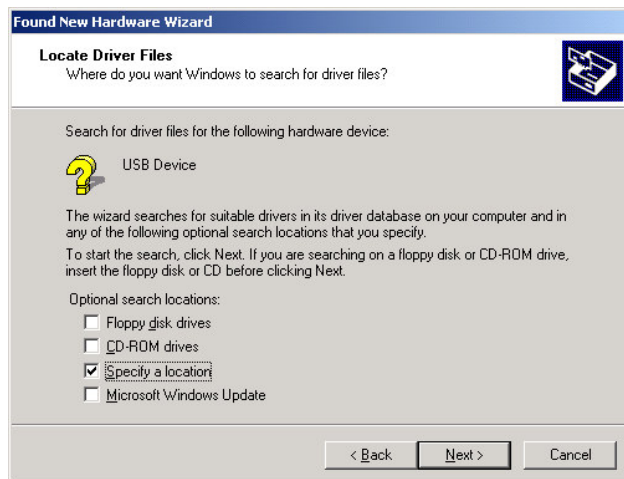 Found New Hardware Wizard
Locate Driver Files
Where do you want Windows to search for driver files?
Search for driver files for the following hardware device:
USB Device
The wizard searches for suitable drivers in its driver database on your computer and in
any of the following optional search locations that you specify.
To start the search, click Next. If you are searching on a floppy disk or CD-ROM drive,
insert the floppy disk or CD before clicking Next.
Optional search locations:
Floppy disk drives
CD-ROM drives
Specify a location
Microsoft Windows Update
< Back
Next >
Cancel